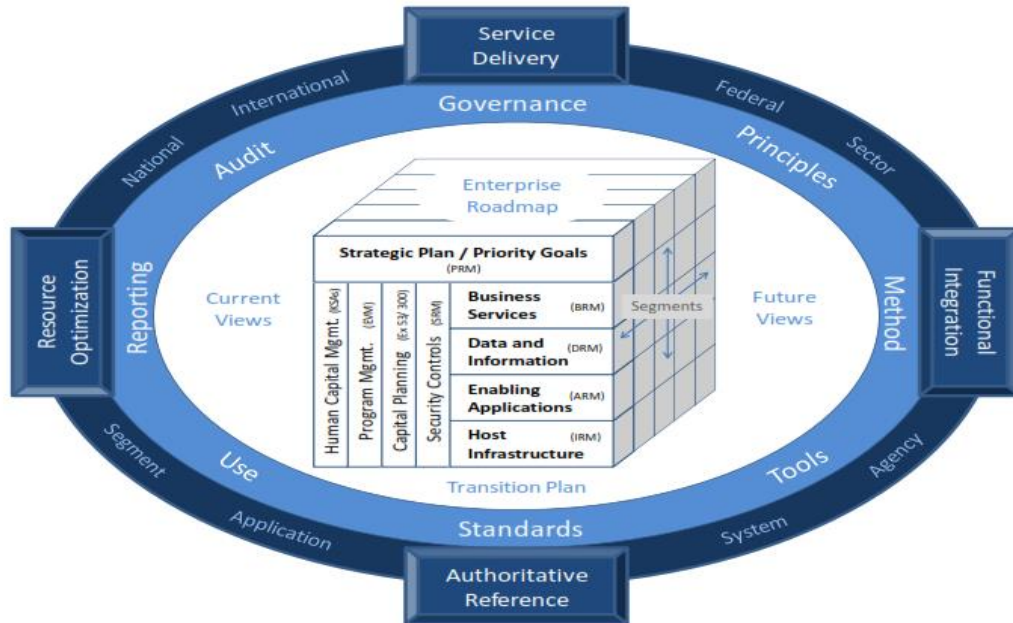 Service
Delivery
International
Federal
Governance
National
Audit
Principles
Sector
Enterprise
Roadmap
Strategic Plan / Priority Goals
(PRM)
Resource
Optimization
Reporting
Current
Views
Human Capital Mgmt. (KSAs)
Program Mgmt. (EVM)
Capital Planning (Ex 53/ 300)
Security Controls (SRM)
Business
Services (BRM)
Data and
Information (DRM)
Enabling (ARM)
Applications
Host (IRM)
Infrastructure
Segments
Future
Views
Method
Functional
Integration
Segment
Use
Transition Plan
Tools
Agency
Application
Standards
System
Authoritative
Reference